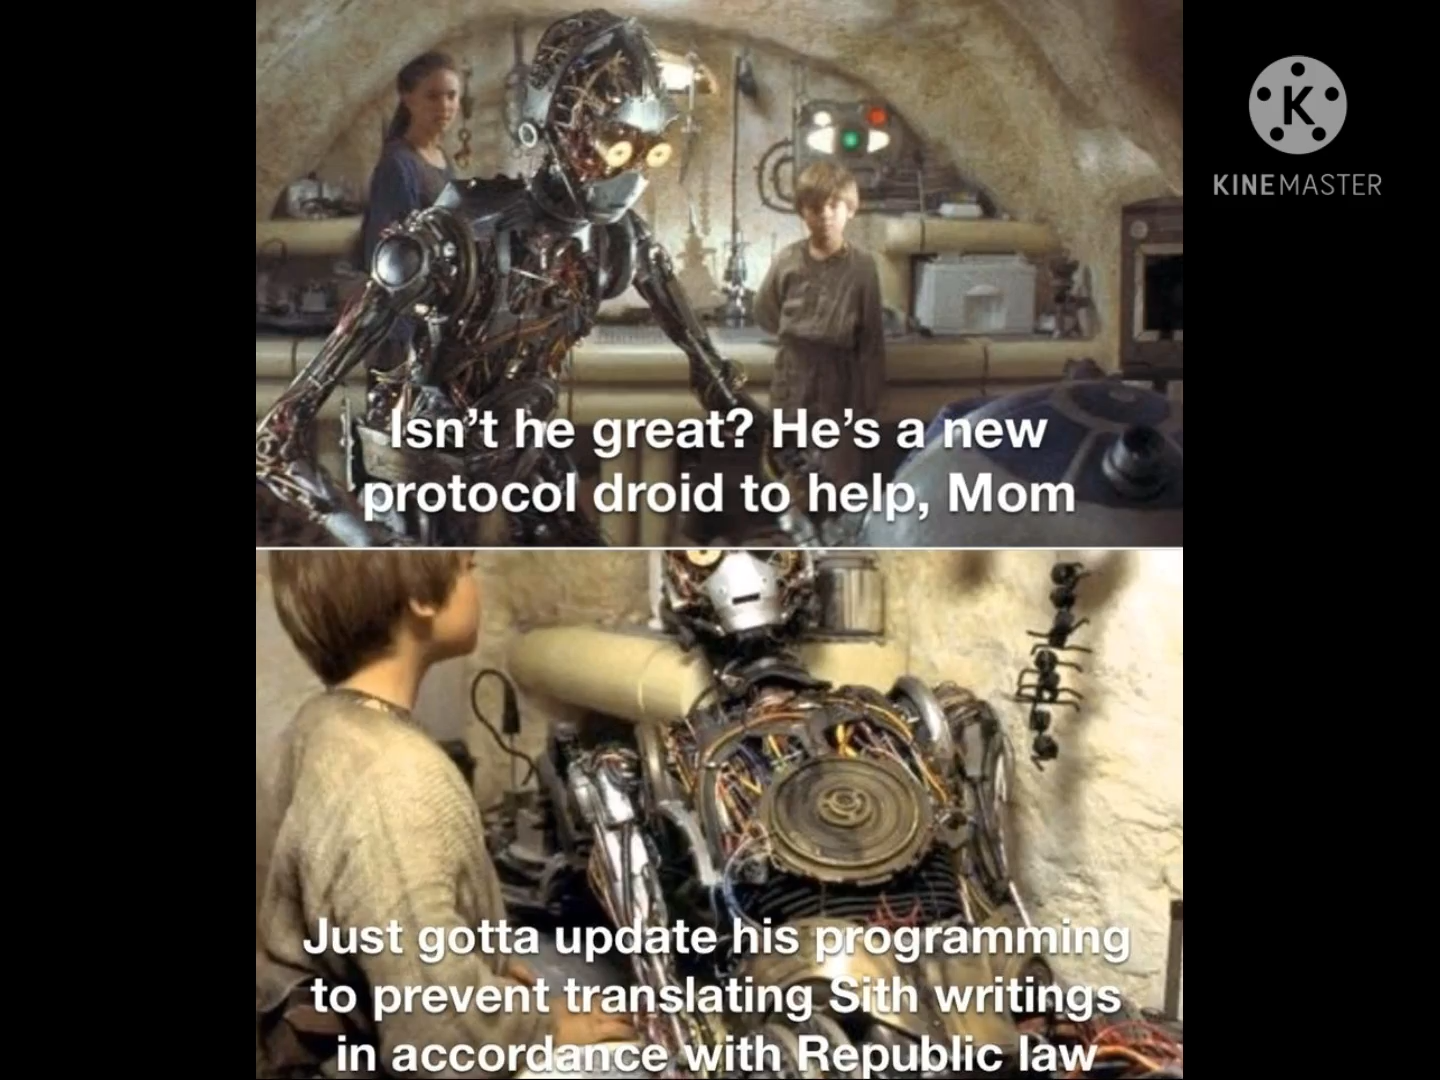 KINEMASTER
Isn't he great? He's a new
protocol droid to help, Mom
Just gotta update his programming
to prevent translating Sith writings
in accordance with Republic law